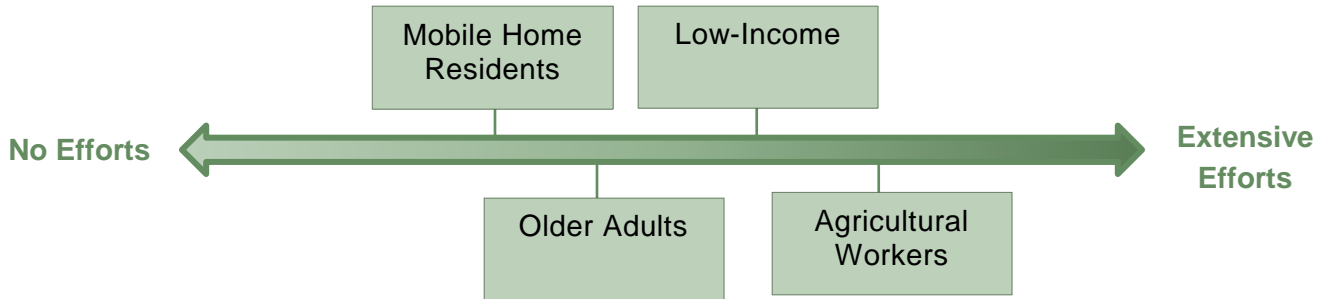 Mobile Home
Residents
Low-Income
No Efforts
Extensive
Efforts
Older Adults
Agricultural
Workers